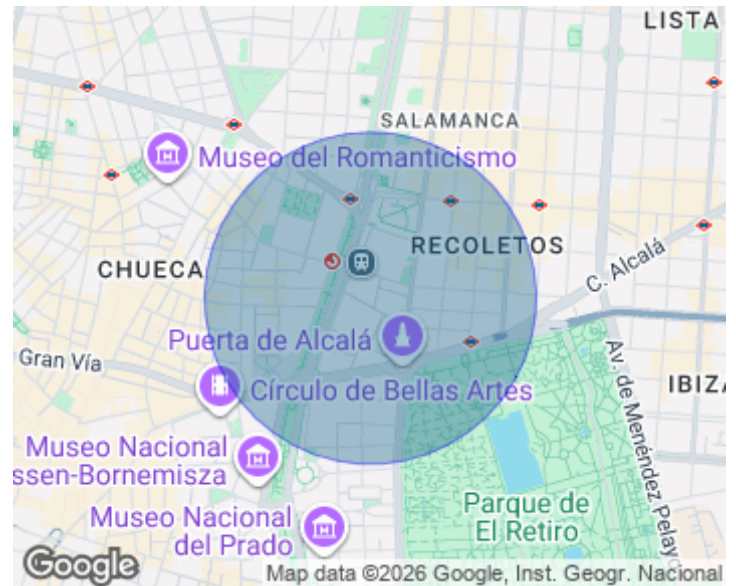 LISTA
SALAMANCA
Museo del Romanticismo
RECOLETOS
CHUECA
C. Alcalá
Puerta de Alcalá
Gran Vía
Círculo de Bellas Artes
Av. de Menéndez Pelay
IBIZA
Museo Nacional
ssen-Bornemisza
Museo Nacional
del Prado
Parque de
El Retiro
Google
Map data ©2026 Google, Inst. Geogr. Nacional